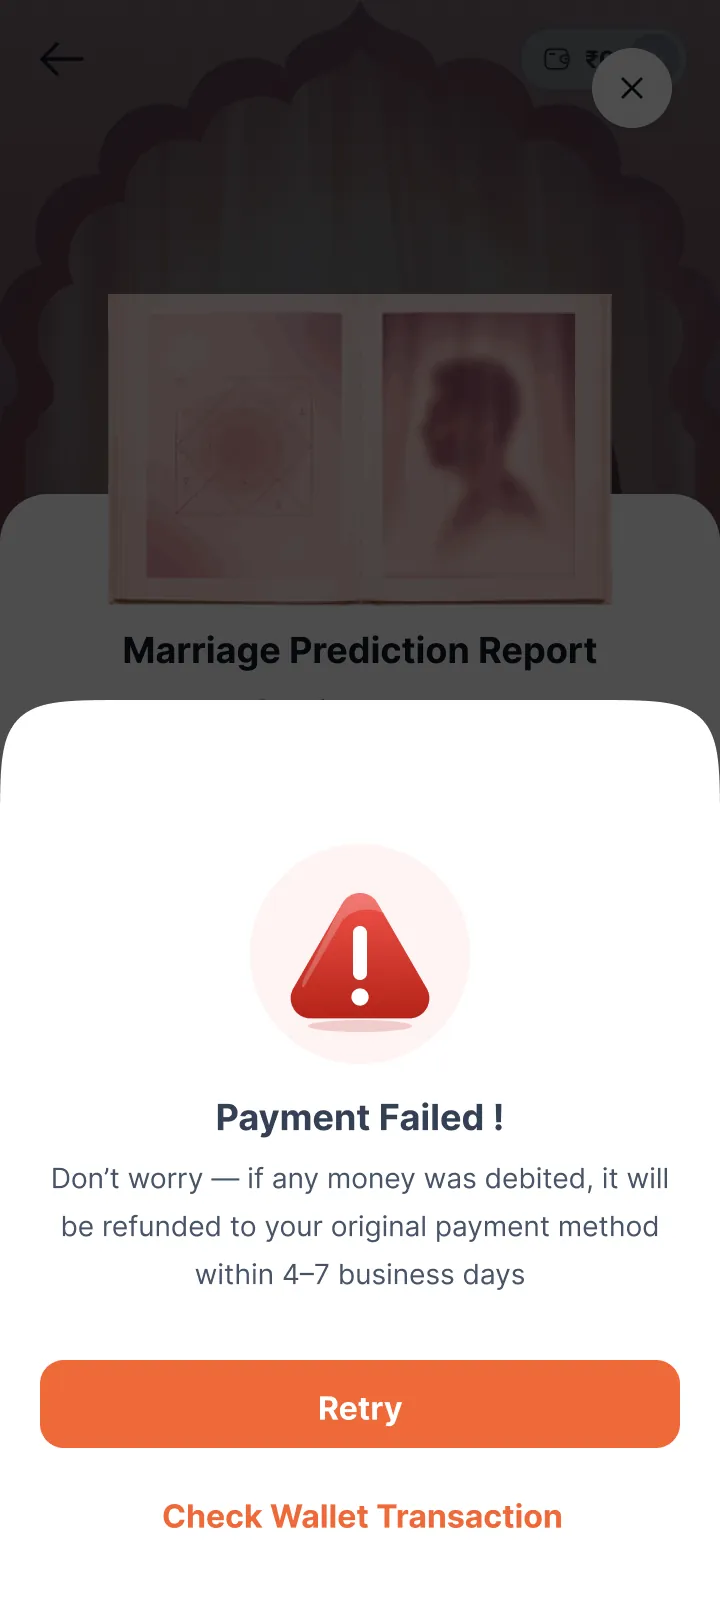 Marriage Prediction Report
Payment Failed !
Don’t worry — if any money was debited, it will
be refunded to your original payment method
within 4–7 business days
Retry
Check Wallet Transaction